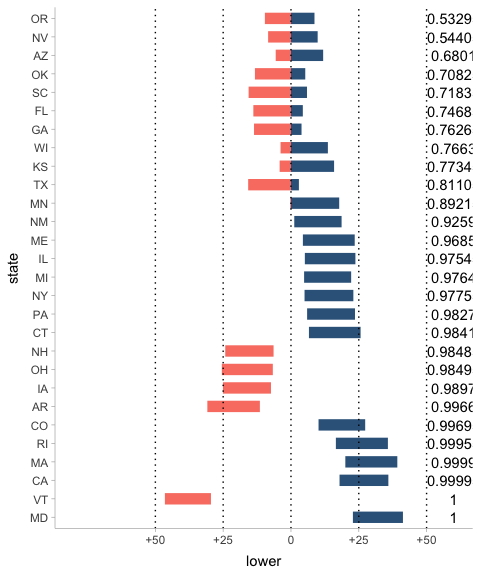 OR 0.5329
NV 0.5440
AZ 0.6801
OK 0.7082
SC 0.7183
FL 0.7468
GA 0.7626
WI 0.7663
KS 0.7734
TX 0.8110
MN 0.8921
NM 0.9259
ME 0.9685
IL 0.9754
MI 0.9764
NY 0.9775
PA 0.9827
CT 0.9841
NH 0.9848
OH 0.9849
IA 0.9897
AR 0.9966
CO 0.9969
RI 0.9995
MA 0.9999
CA 0.9999
VT 1
MD 1
state
+50 +25 0 +25 +50
lower